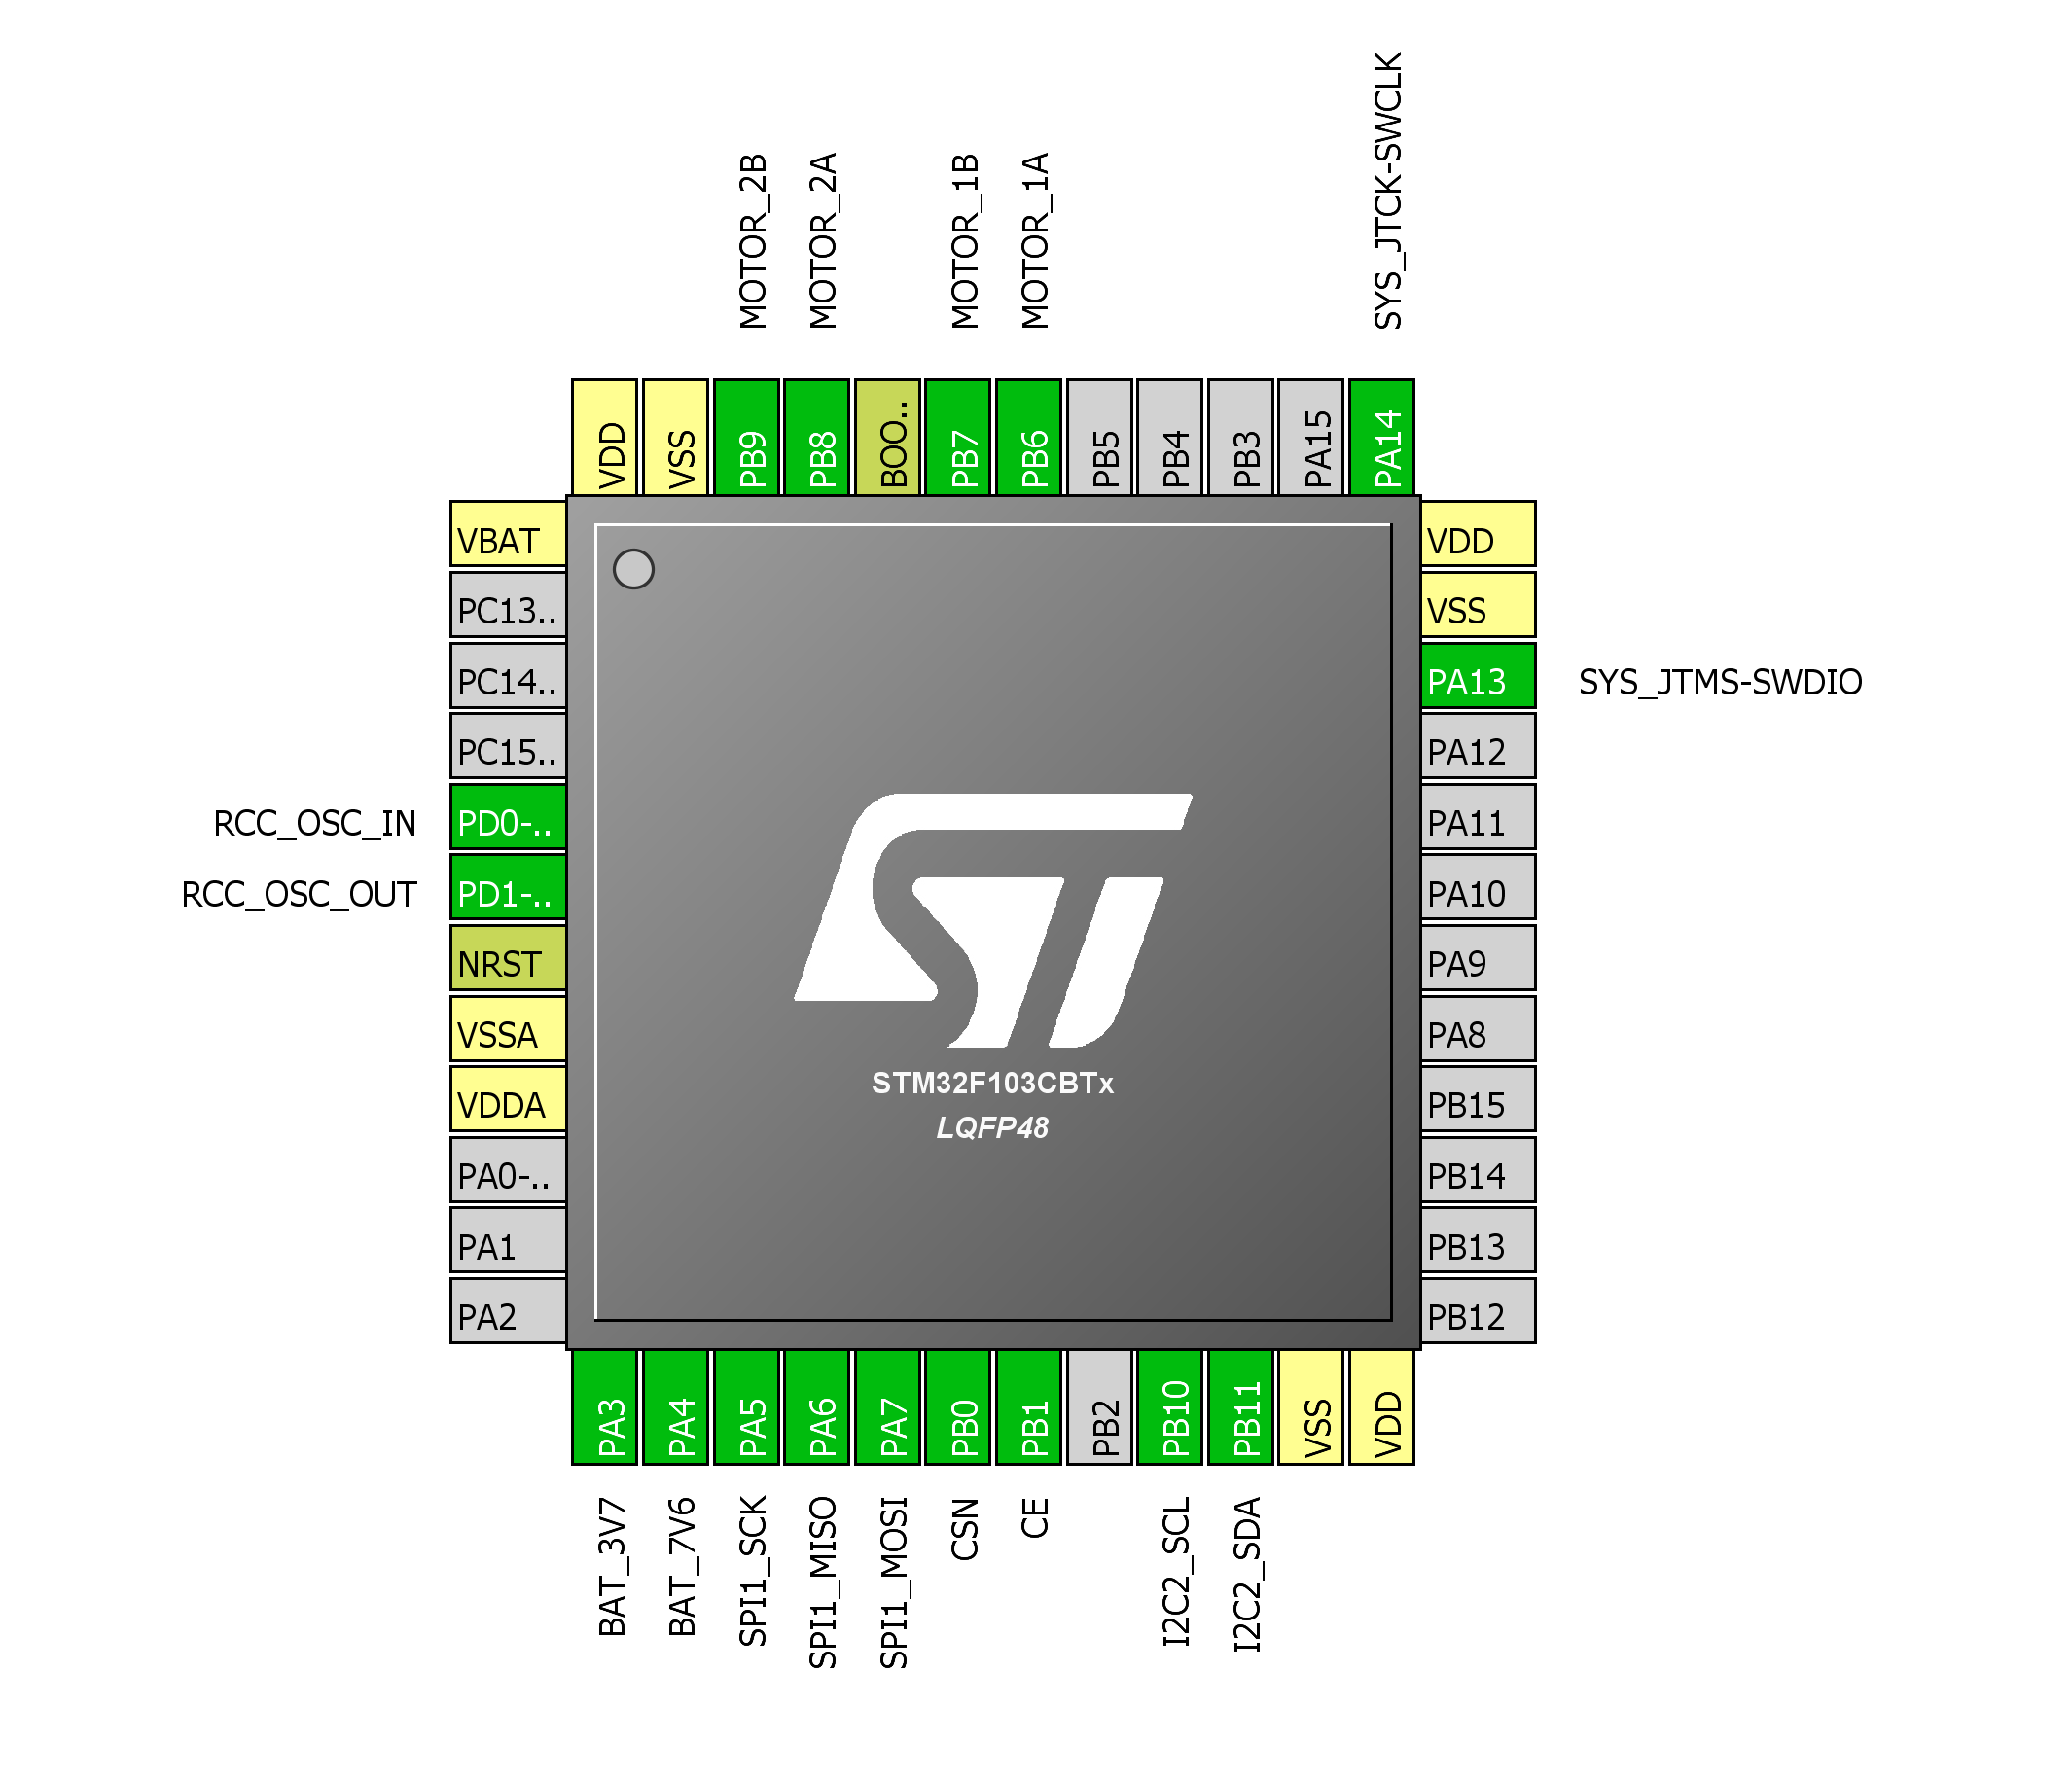 MOTOR_2B
MOTOR_2A
MOTOR_1B
MOTOR_1A
SYS_JTCK-SWCLK
VDD
VSS
PB9
PB8
BOO..
PB7
PB6
PB5
PB4
PB3
PA15
PA14
VBAT
PC13..
PC14..
PC15..
RCC_OSC_IN PD0-..
RCC_OSC_OUT PD1-..
NRST
VSSA
VDDA
PA0-..
PA1
PA2
VDD
VSS
PA13 SYS_JTMS-SWDIO
PA12
PA11
PA10
PA9
PA8
PB15
PB14
PB13
PB12
ST
STM32F103CBTx
LQFP48
PA3
PA4
PA5
PA6
PA7
PB0
PB1
PB2
PB10
PB11
VSS
VDD
BAT_3V7
BAT_7V6
SPI1_SCK
SPI1_MISO
SPI1_MOSI
CSN
CE
I2C2_SCL
I2C2_SDA